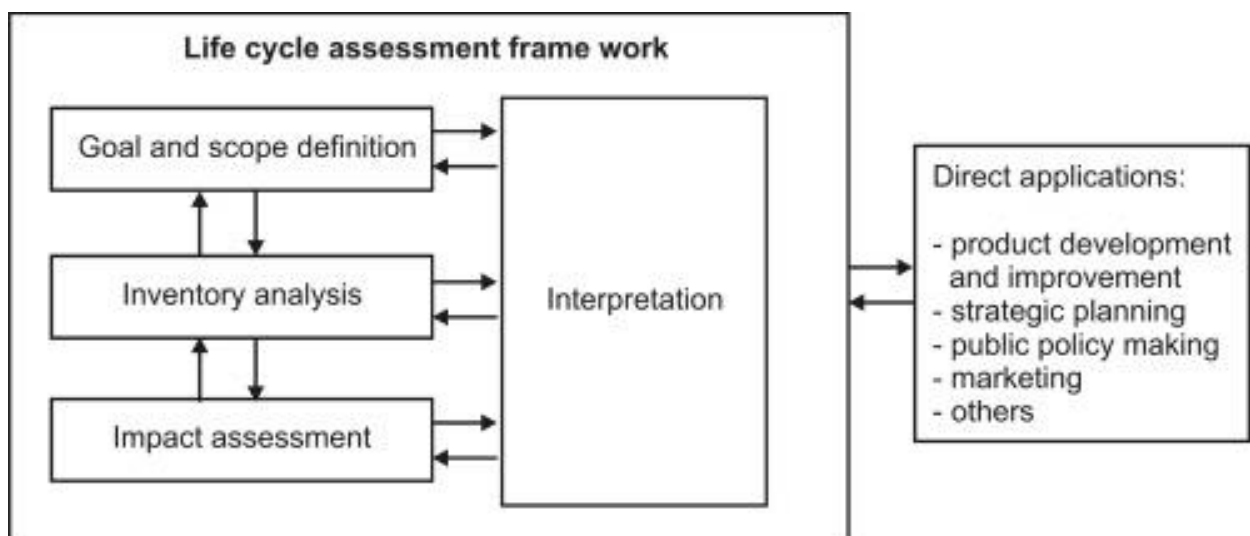 Life cycle assessment frame work
Goal and scope definition
Inventory analysis
Impact assessment
Interpretation
Direct applications:
- product development
and improvement
- strategic planning
- public policy making
- marketing
- others